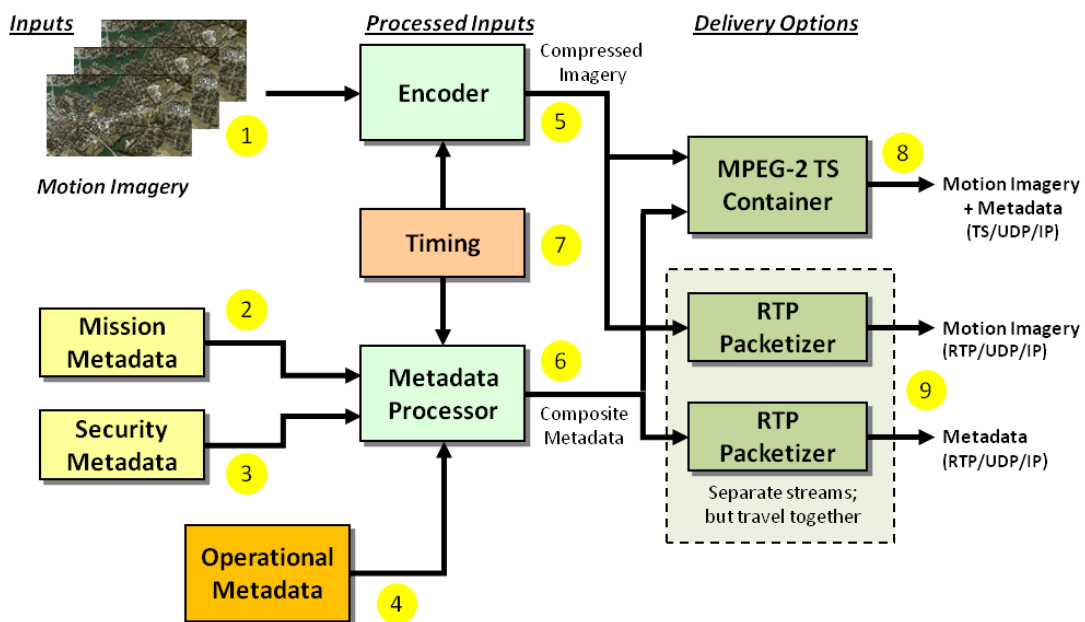 Inputs
Processed Inputs
Delivery Options
Compressed
Imagery
Encoder
1
5
8
MPEG-2 TS
Container
Motion Imagery
+ Metadata
(TS/UDP/IP)
Motion Imagery
Timing
7
2
Mission
Metadata
RTP
Packetizer
Motion Imagery
(RTP/UDP/IP)
6
Metadata
Processor
9
Composite
Metadata
Security
Metadata
3
RTP
Packetizer
Metadata
(RTP/UDP/IP)
Separate streams;
but travel together
Operational
Metadata
4